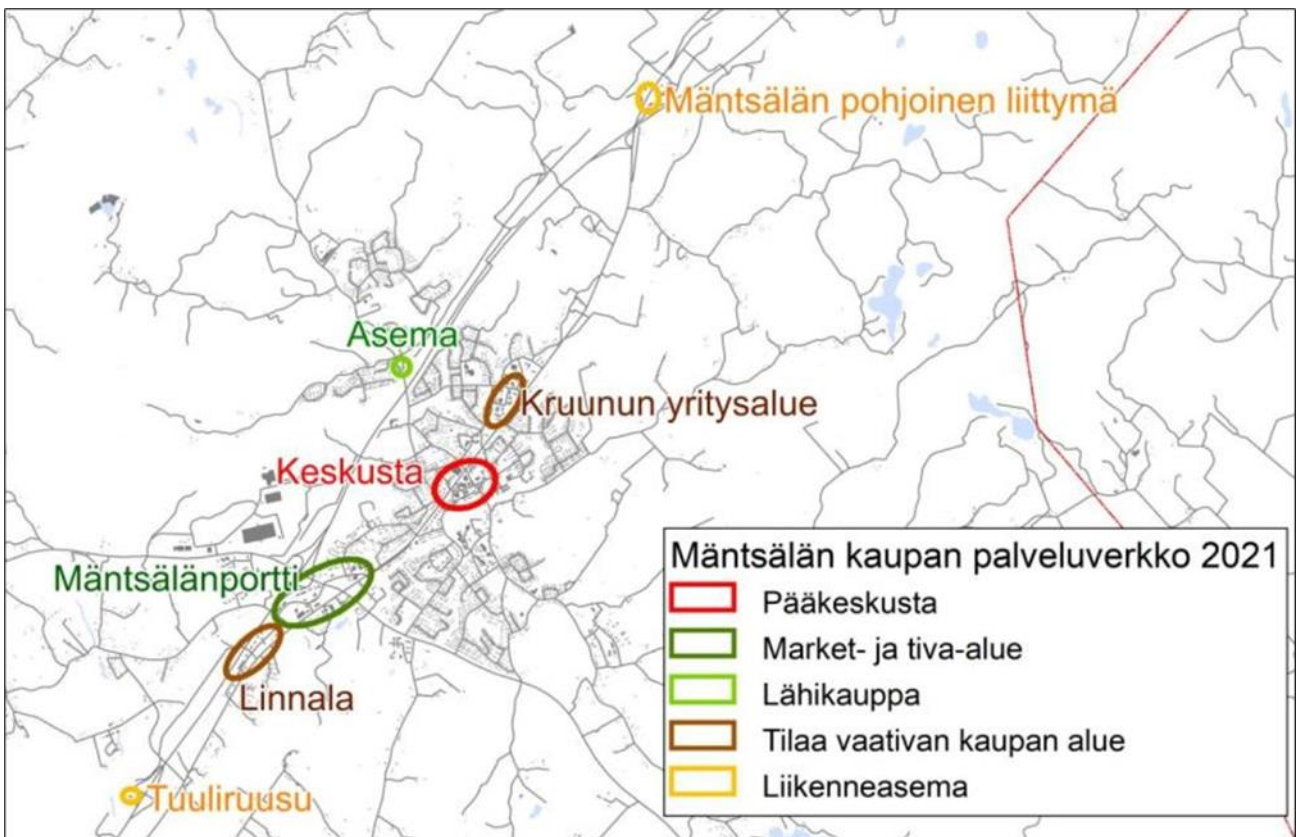 Mäntsälän pohjoinen liittymä
Asema
Kruunun yritysalue
Keskusta
Mäntsälänportti
Linnala
Tuuliruusu
Mäntsälän kaupan palveluverkko 2021
Pääkeskusta
Market- ja tiva-alue
Lähikauppa
Tilaa vaativan kaupan alue
Liikenneasema